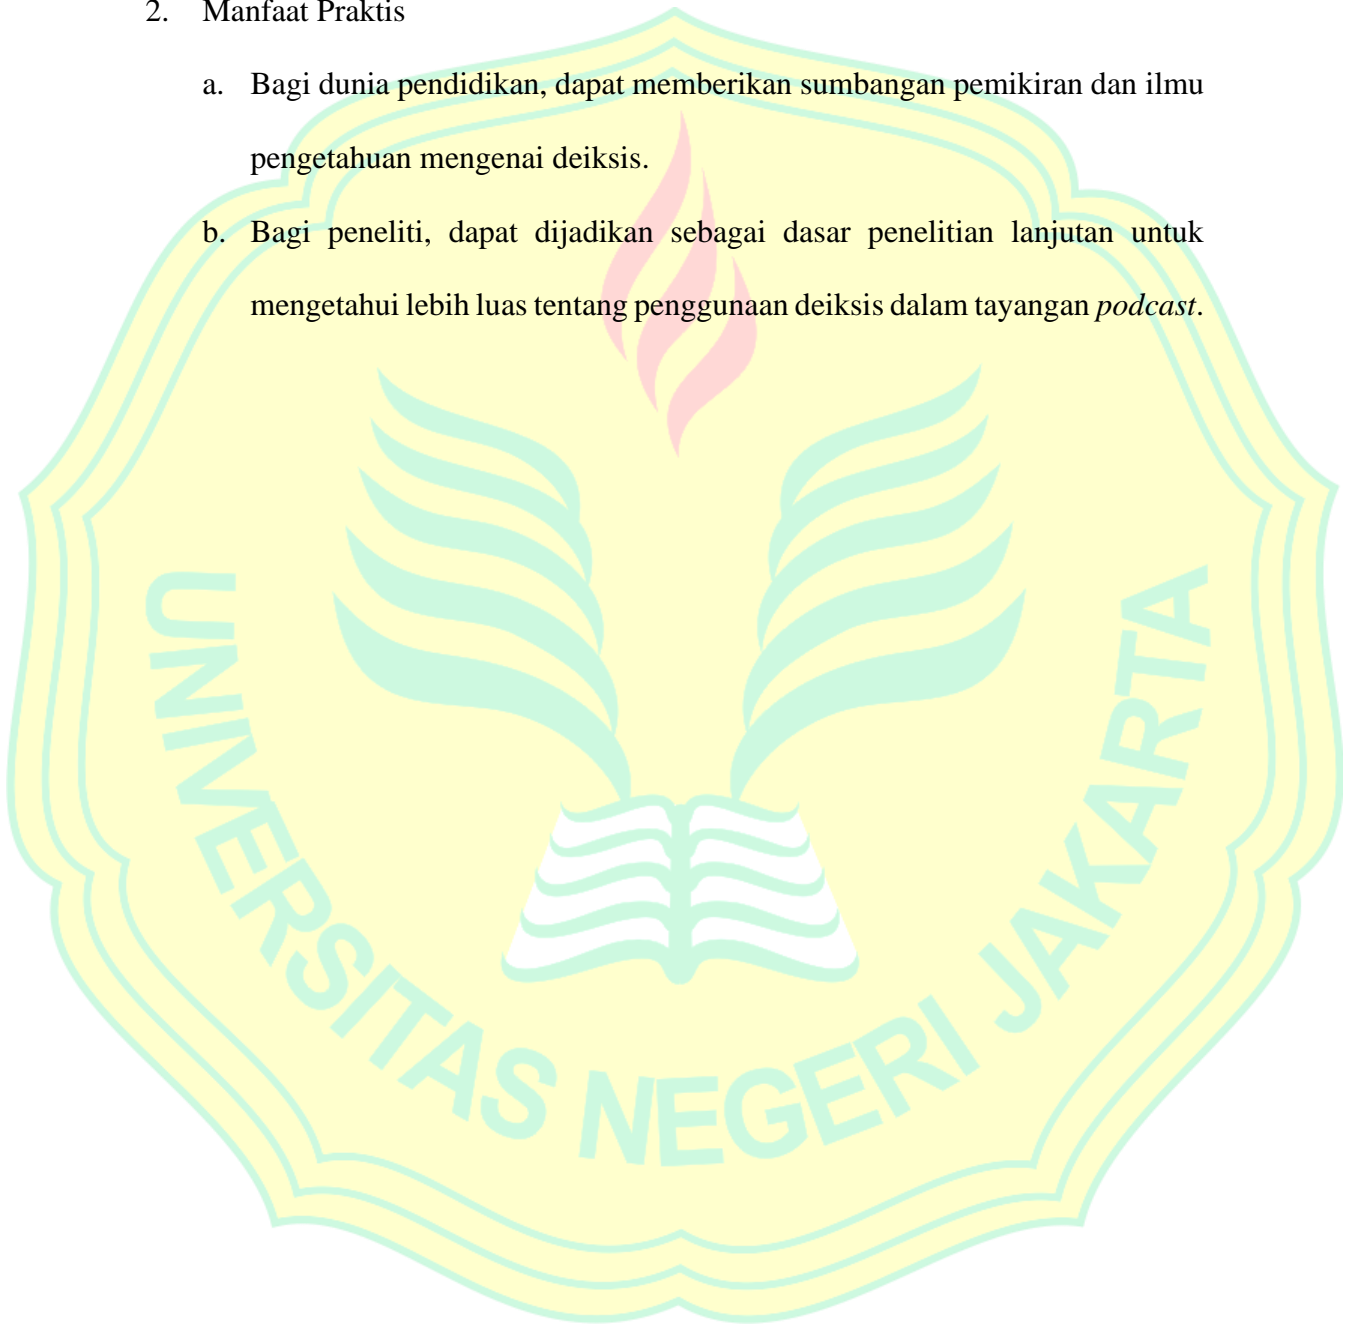 2. Manfaat Praktis
a. Bagi dunia pendidikan, dapat memberikan sumbangan pemikiran dan ilmu
pengetahuan mengenai deiksis.
b. Bagi peneliti, dapat dijadikan sebagai dasar penelitian lanjutan untuk
mengetahui lebih luas tentang penggunaan deiksis dalam tayangan podcast.
UNIVERSITAS NEGERI JAKARTA